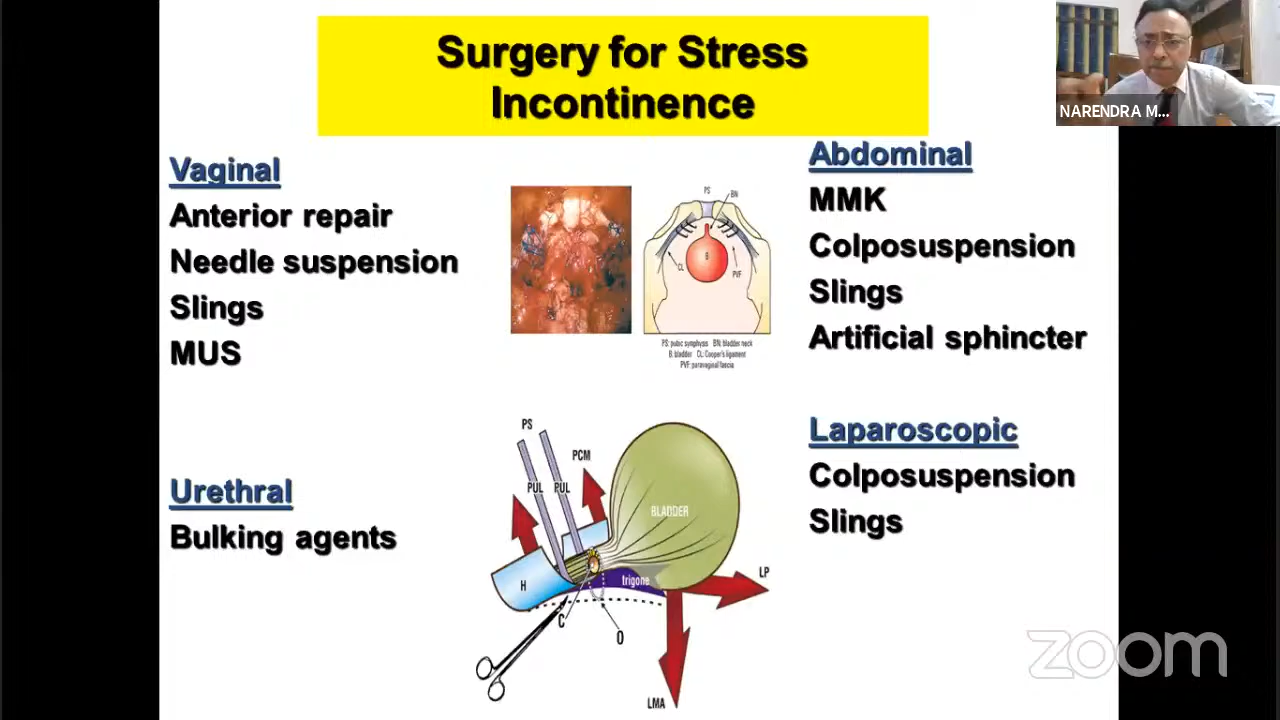 Surgery for Stress
Incontinence
NARENDRA M...
Vaginal
Anterior repair
Needle suspension
Slings
MUS
Urethral
Bulking agents
PS
BN
B
CL
PVF
PS: pubic symphysis BN: bladder neck
B: bladder CL: Cooper's ligament
PVF: paravaginal fascia
PS
PCM
PUL PUL
BLADDER
H
trigone
LP
C
O
LMA
Abdominal
MMK
Colposuspension
Slings
Artificial sphincter
Laparoscopic
Colposuspension
Slings
zoom